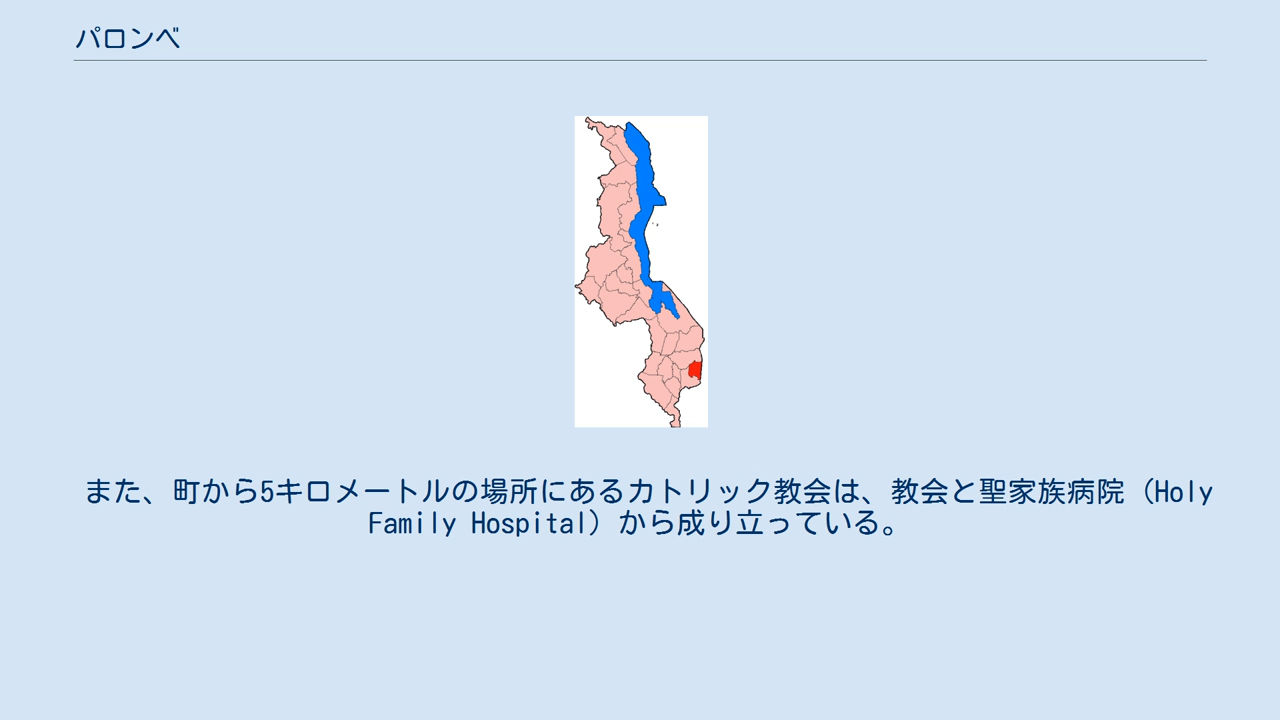 パロンベ
また、町から5キロメートルの場所にあるカトリック教会は、教会と聖家族病院（Holy
Family Hospital）から成り立っている。